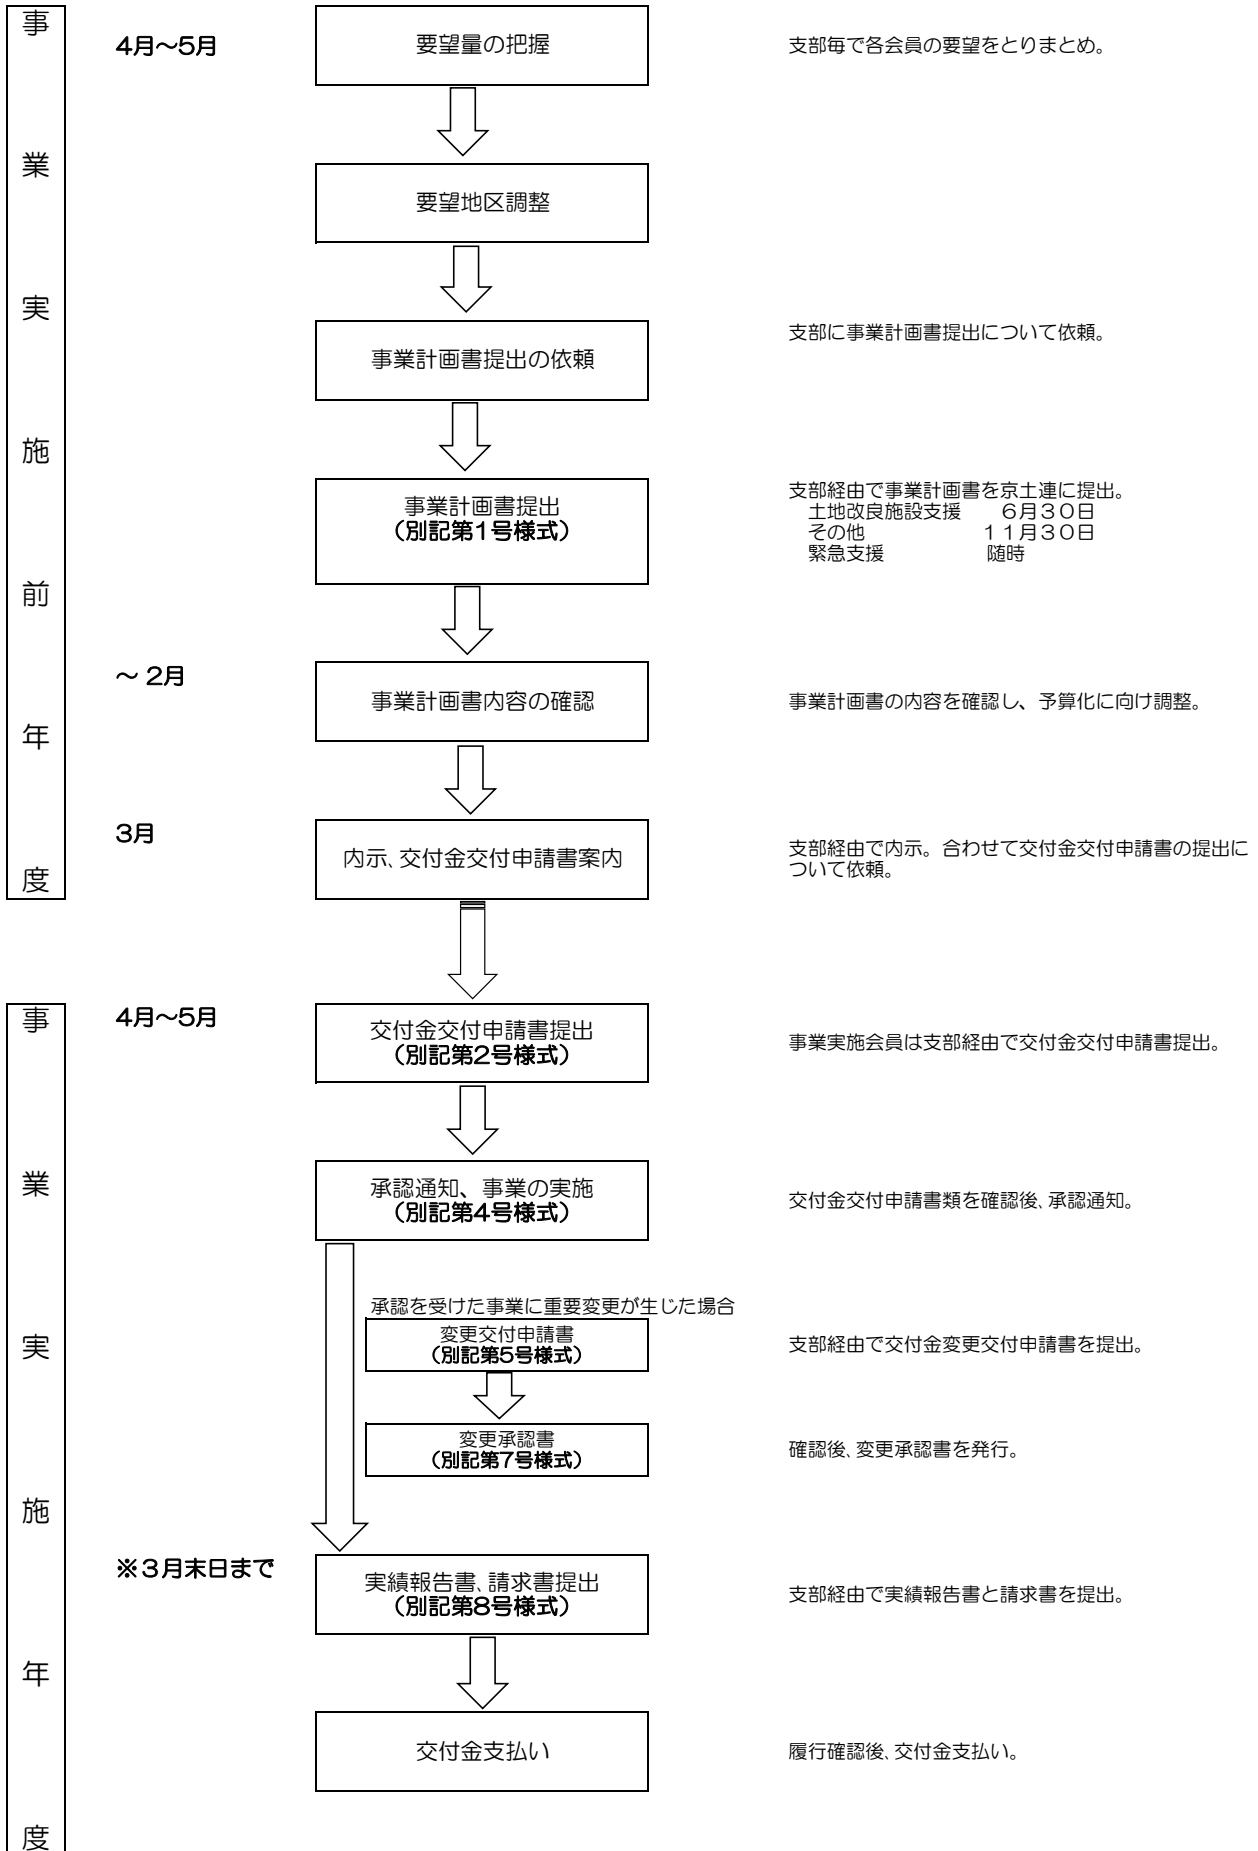 事業実施前年度
4月～5月
要望量の把握
支部毎で各会員の要望をとりまとめ。
要望地区調整
事業計画書提出の依頼
支部に事業計画書提出について依頼。
事業計画書提出
（別記第1号様式）
支部経由で事業計画書を京土連に提出。
土地改良施設支援　６月３０日
その他　１１月３０日
緊急支援　随時
～ 2月
事業計画書内容の確認
事業計画書の内容を確認し、予算化に向け調整。
3月
内示、交付金交付申請書案内
支部経由で内示。合わせて交付金交付申請書の提出に
ついて依頼。
事業実施年度
4月～5月
交付金交付申請書提出
（別記第2号様式）
事業実施会員は支部経由で交付金交付申請書提出。
承認通知、事業の実施
（別記第4号様式）
交付金交付申請書類を確認後、承認通知。
承認を受けた事業に重要変更が生じた場合
変更交付申請書
（別記第5号様式）
支部経由で交付金変更交付申請書を提出。
変更承認書
（別記第7号様式）
確認後、変更承認書を発行。
※３月末日まで
実績報告書、請求書提出
（別記第8号様式）
支部経由で実績報告書と請求書を提出。
交付金支払い
履行確認後、交付金支払い。